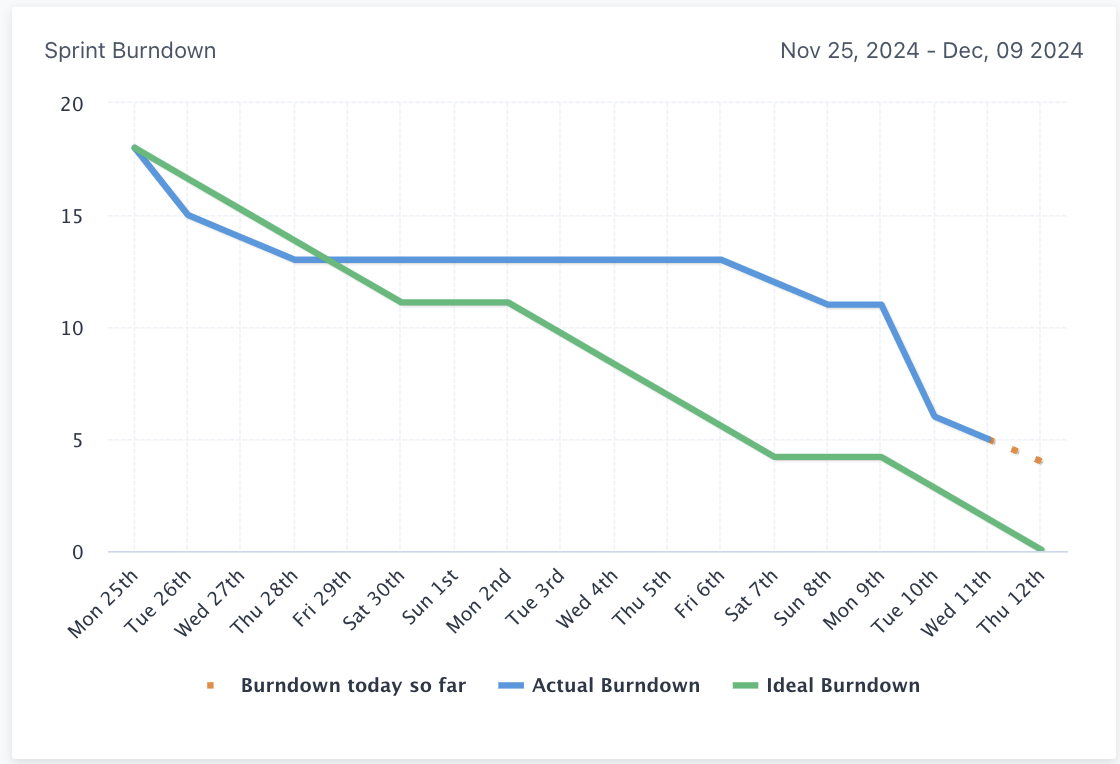 Sprint Burndown
Nov 25, 2024 - Dec, 09 2024
20
15
10
5
0
Mon 25th
Tue 26th
Wed 27th
Thu 28th
Fri 29th
Sat 30th
Sun 1st
Mon 2nd
Tue 3rd
Wed 4th
Thu 5th
Fri 6th
Sat 7th
Sun 8th
Mon 9th
Tue 10th
Wed 11th
Thu 12th
Burndown today so far
Actual Burndown
Ideal Burndown